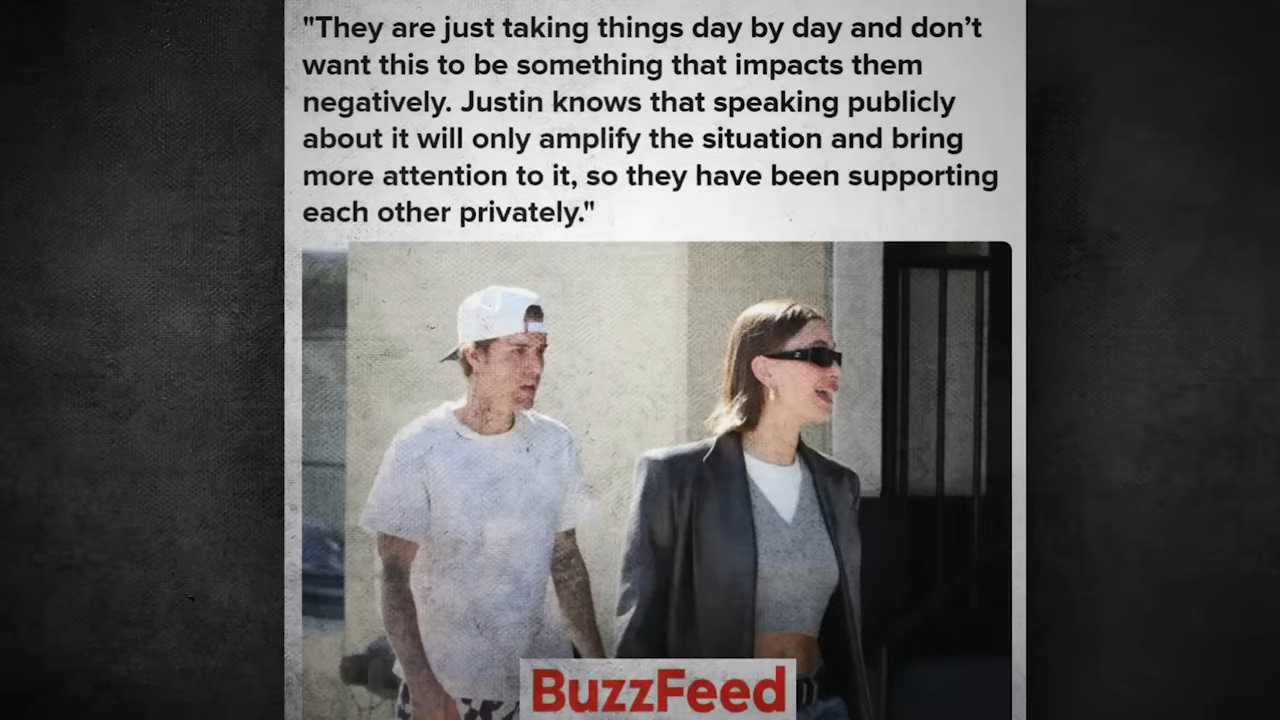 "They are just taking things day by day and don’t
want this to be something that impacts them
negatively. Justin knows that speaking publicly
about it will only amplify the situation and bring
more attention to it, so they have been supporting
each other privately."
BuzzFeed